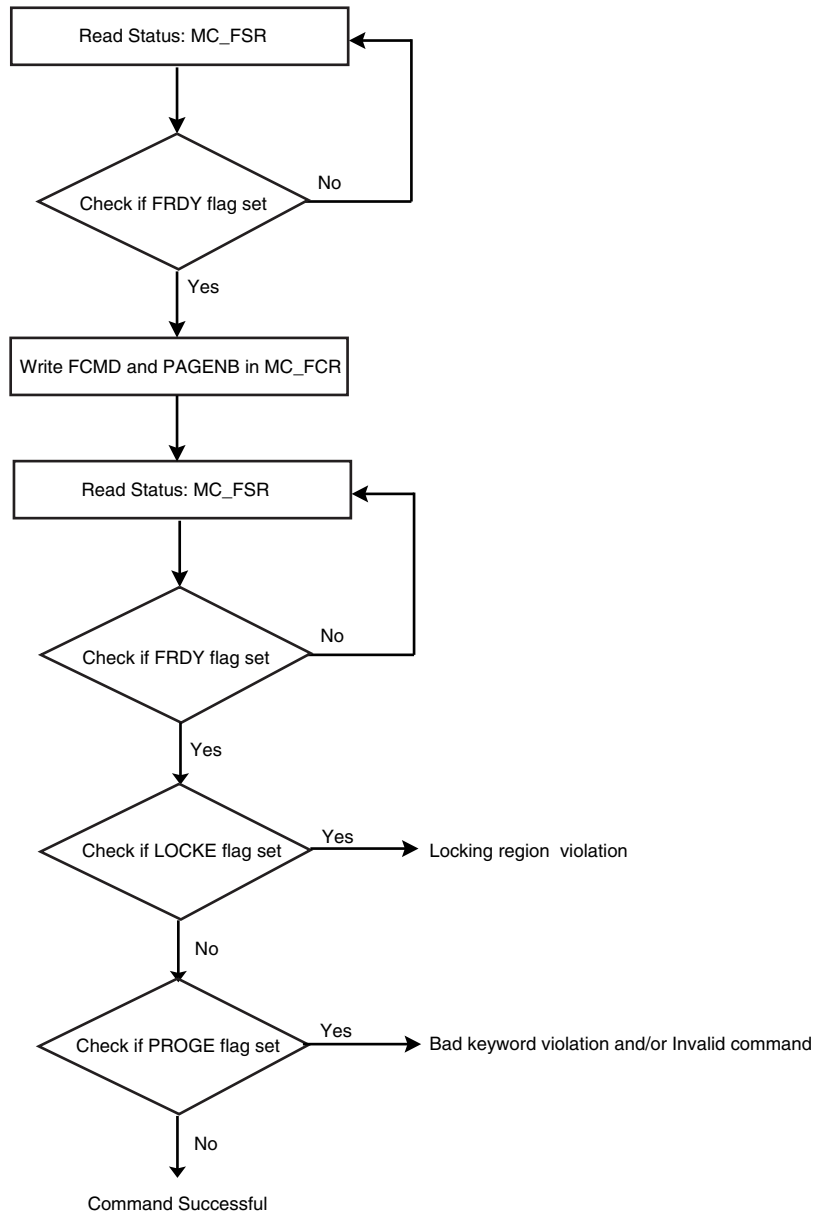 Read Status: MC_FSR
No
Check if FRDY flag set
Yes
Write FCMD and PAGENB in MC_FCR
Read Status: MC_FSR
No
Check if FRDY flag set
Yes
Yes
Check if LOCKE flag set
Locking region violation
No
Yes
Check if PROGE flag set
Bad keyword violation and/or Invalid command
No
Command Successful